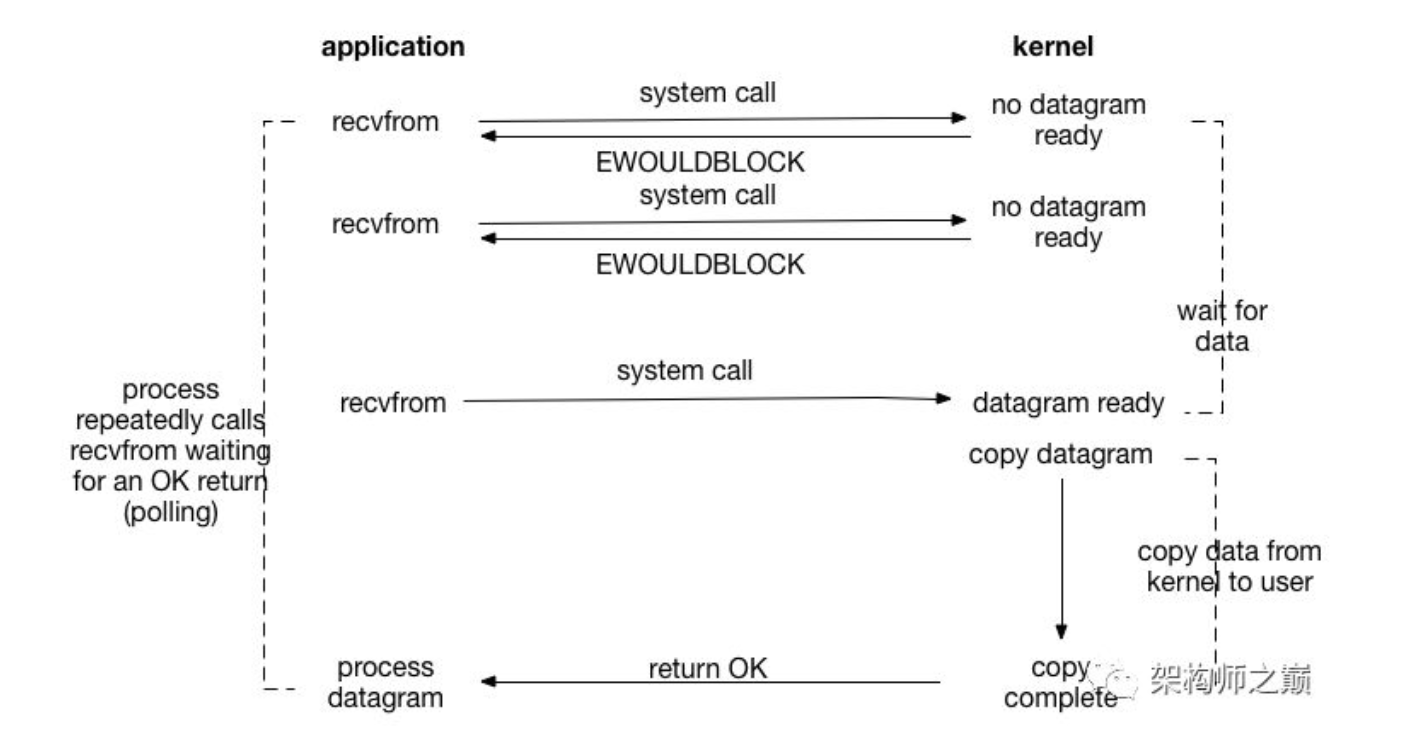 application
kernel
system call
recvfrom
no datagram
ready
EWOULDBLOCK
system call
recvfrom
no datagram
ready
EWOULDBLOCK
wait for
data
system call
process
repeatedly calls
recvfrom waiting
for an OK return
(polling)
recvfrom
datagram ready
copy datagram
copy data from
kernel to user
process
datagram
return OK
copy
complete
架构师之巅